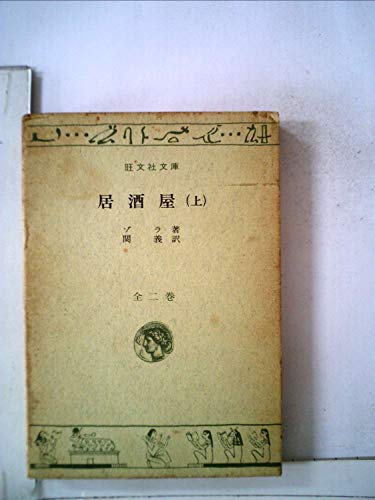 旺文社文庫
居酒屋(上)
ゾラ著
関義訳
全二巻